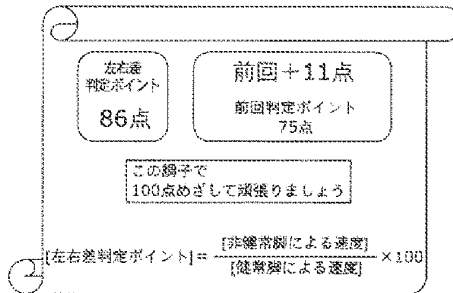 左右差
判定ポイント
86点
前回＋11点
前回判定ポイント
75点
この調子で
100点めざして頑張りましょう
[左右差判定ポイント]＝
[非健常脚による速度]
[健常脚による速度]
×100